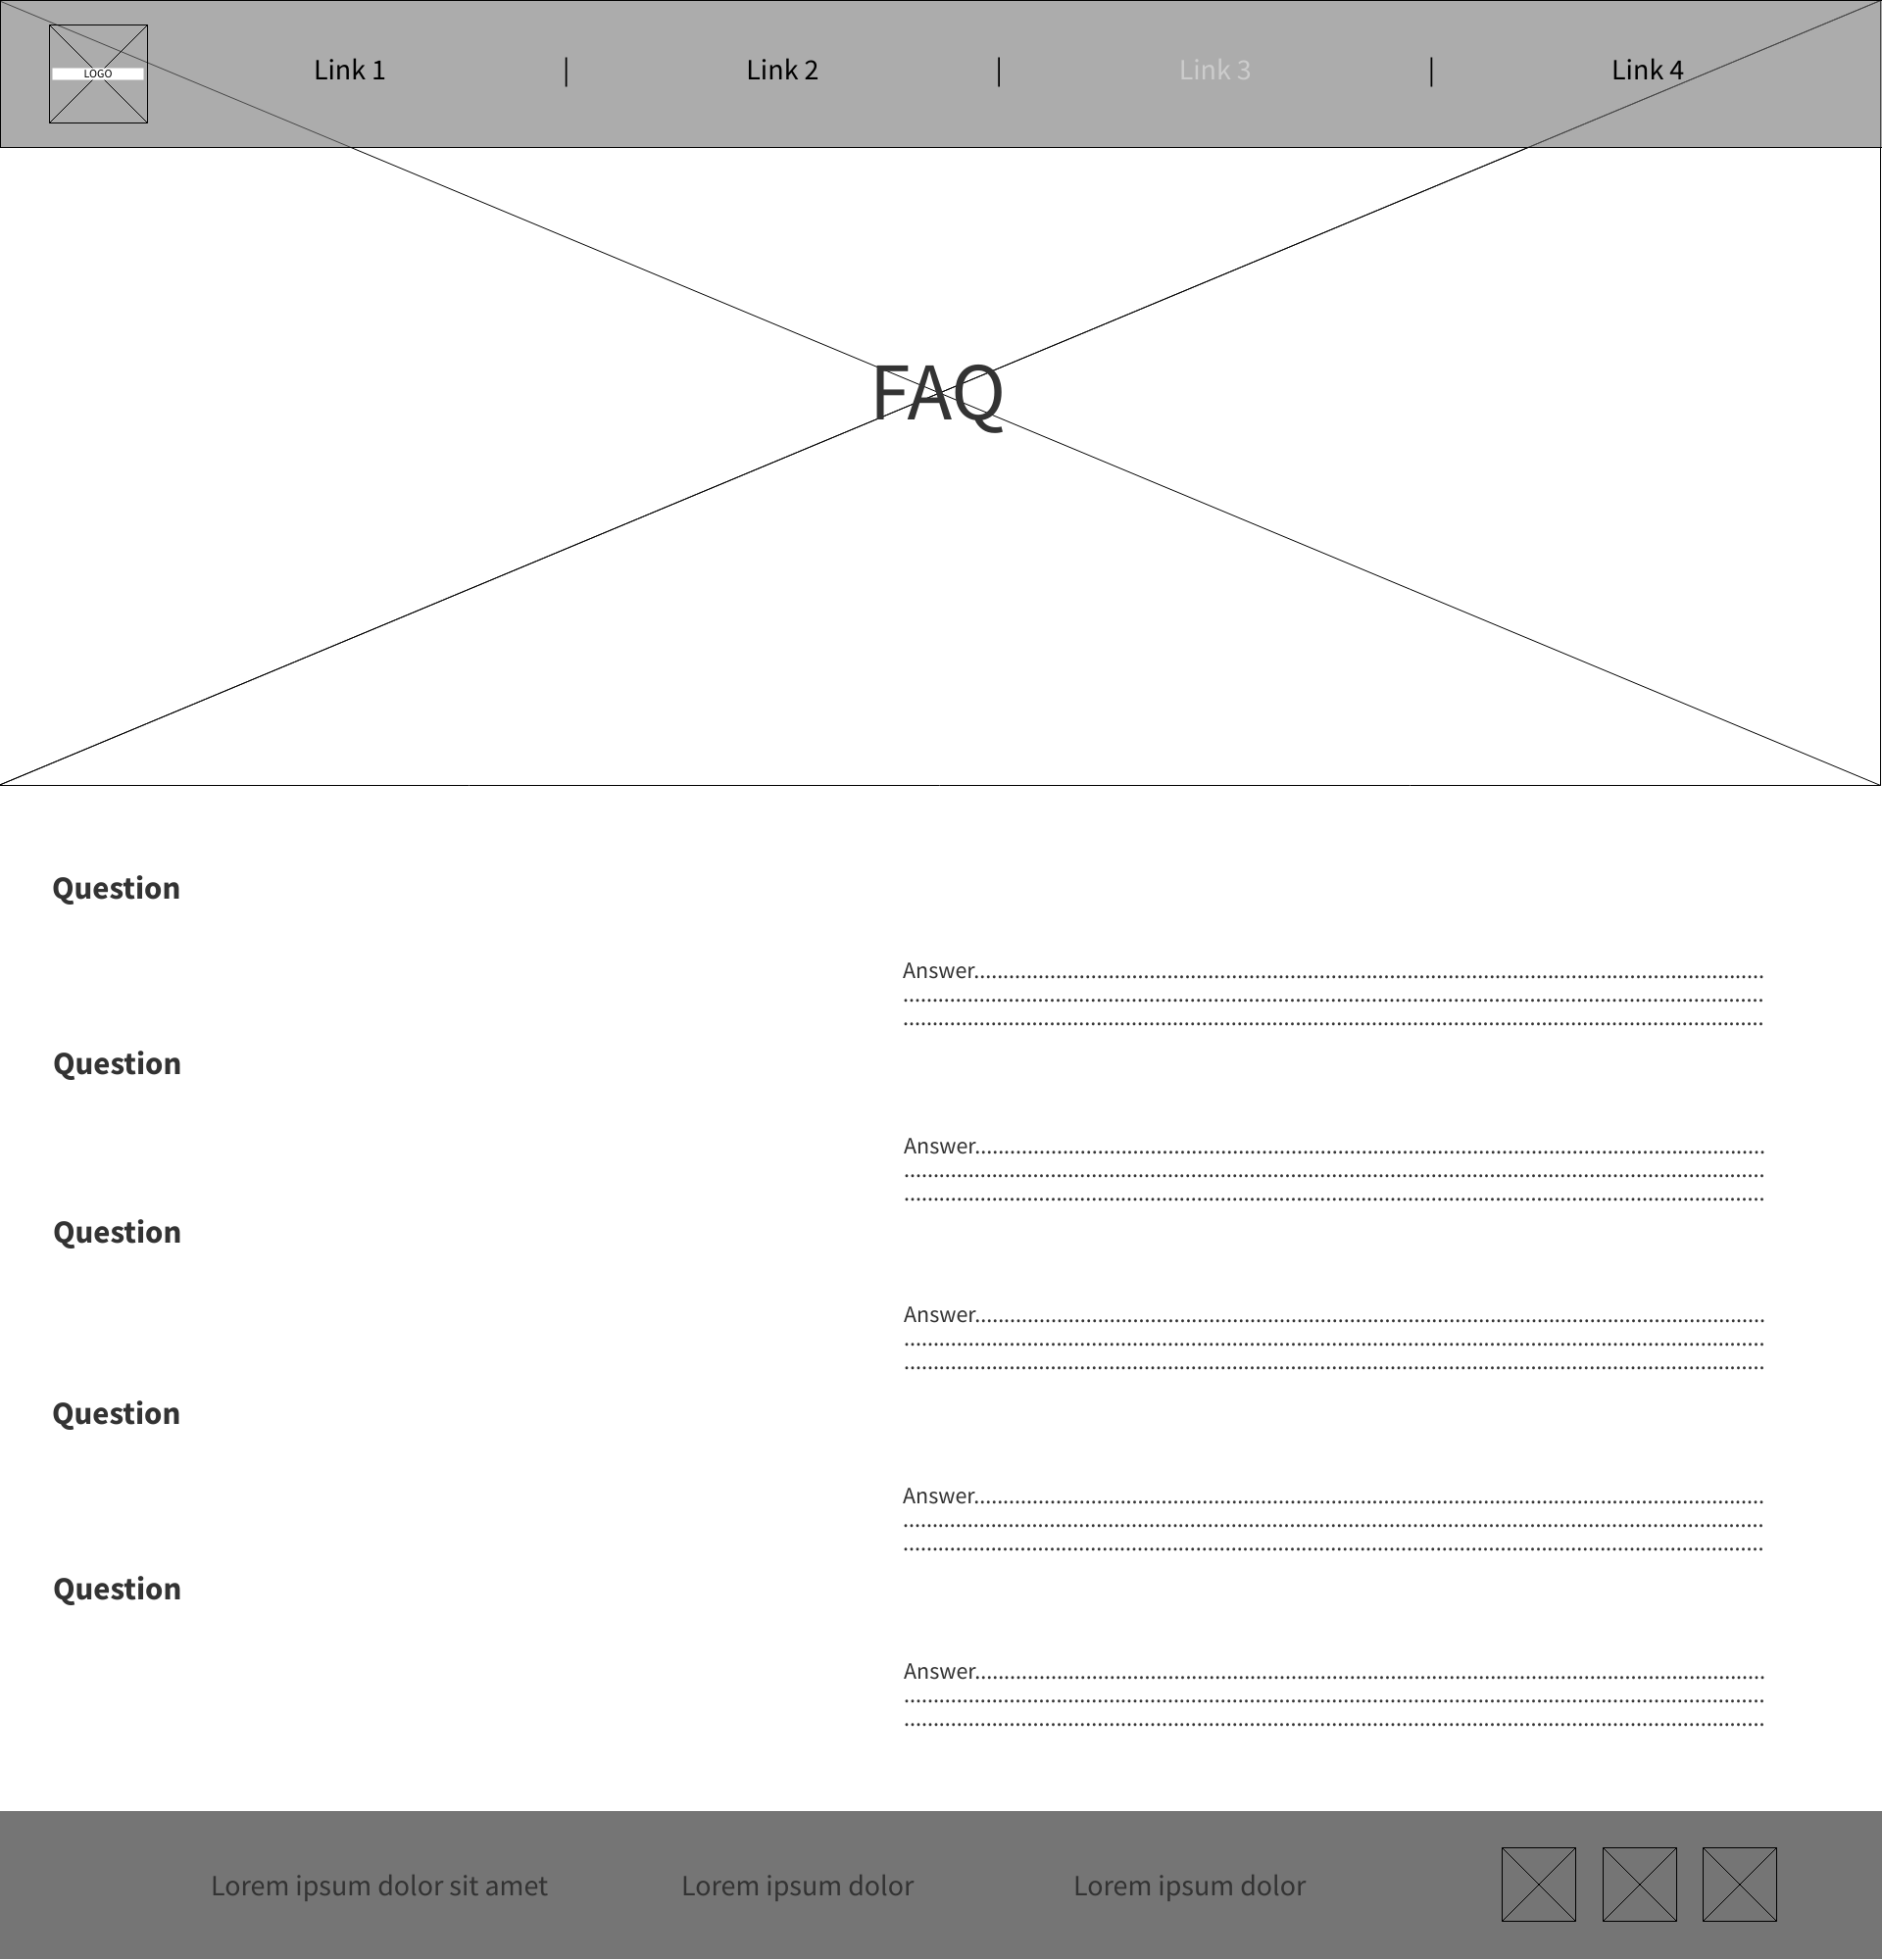 LOGO
Link 1 | Link 2 | Link 3 | Link 4
FAQ
Question
Answer...........................................................................................................................................
.......................................................................................................................................................
.......................................................................................................................................................
Question
Answer...........................................................................................................................................
.......................................................................................................................................................
.......................................................................................................................................................
Question
Answer...........................................................................................................................................
.......................................................................................................................................................
.......................................................................................................................................................
Question
Answer...........................................................................................................................................
.......................................................................................................................................................
.......................................................................................................................................................
Question
Answer...........................................................................................................................................
.......................................................................................................................................................
.......................................................................................................................................................
Lorem ipsum dolor sit amet
Lorem ipsum dolor
Lorem ipsum dolor